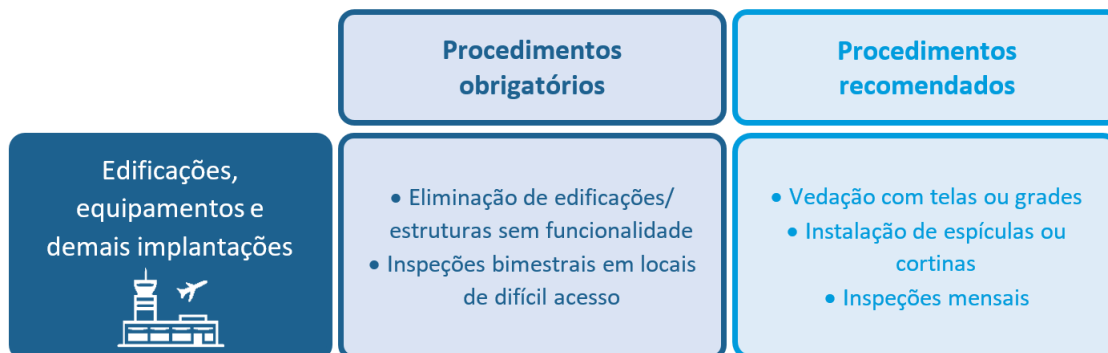 Procedimentos
obrigatórios
Procedimentos
recomendados
Edificações,
equipamentos e
demais implantações
● Eliminação de edificações/
estruturas sem funcionalidade
● Inspeções bimestrais em locais
de difícil acesso
● Vedação com telas ou grades
● Instalação de espículas ou
cortinas
● Inspeções mensais